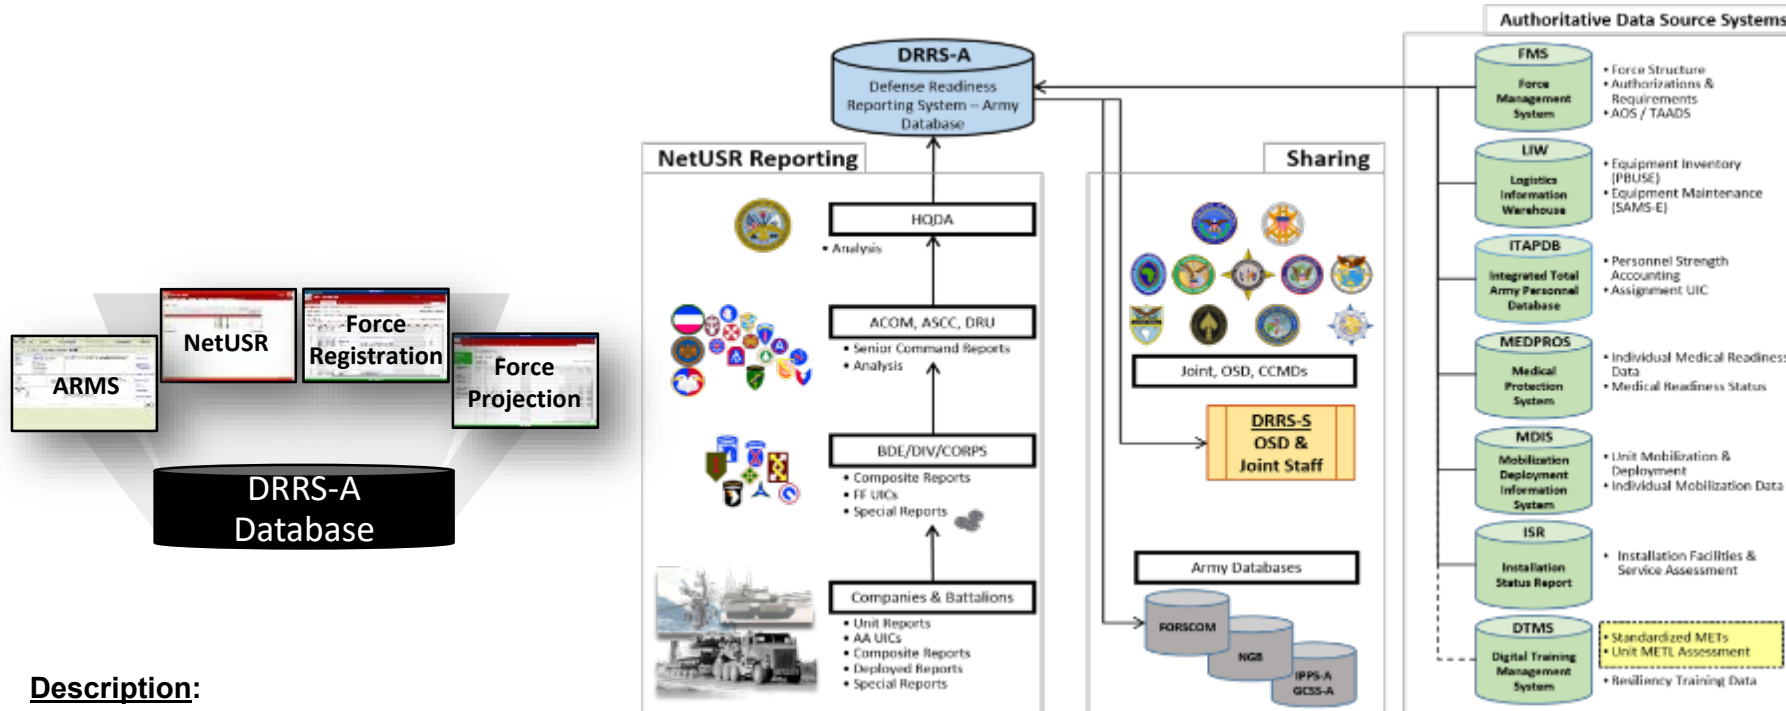 ARMS
NetUSR
Force
Registration
Force
Projection
DRRS-A
Database
Description:
DRRS-A
Defense Readiness
Reporting System – Army
Database
NetUSR Reporting
HQDA
• Analysis
ACOM, ASCC, DRU
• Senior Command Reports
• Analysis
BDE/DIV/CORPS
• Composite Reports
• FF UICs
• Special Reports
Companies & Battalions
• Unit Reports
• AA UICs
• Composite Reports
• Deployed Reports
• Special Reports
Sharing
Joint, OSD, CCMDs
DRRS-S
OSD &
Joint Staff
Army Databases
FORSCOM
NGB
IPPS-A
GCSS-A
Authoritative Data Source Systems
FMS
Force
Management
System
• Force Structure
• Authorizations &
Requirements
• AOS / TAADS
LIW
Logistics
Information
Warehouse
• Equipment Inventory
(PBUSE)
• Equipment Maintenance
(SAMS-E)
ITAPDB
Integrated Total
Army Personnel
Database
• Personnel Strength
Accounting
• Assignment UIC
MEDPROS
Medical
Protection
System
• Individual Medical Readiness
Data
• Medical Readiness Status
MDIS
Mobilization
Deployment
Information
System
• Unit Mobilization &
Deployment
• Individual Mobilization Data
ISR
Installation
Status Report
• Installation Facilities &
Service Assessment
DTMS
Digital Training
Management
System
• Standardized METs
• Unit METL Assessment
• Resiliency Training Data